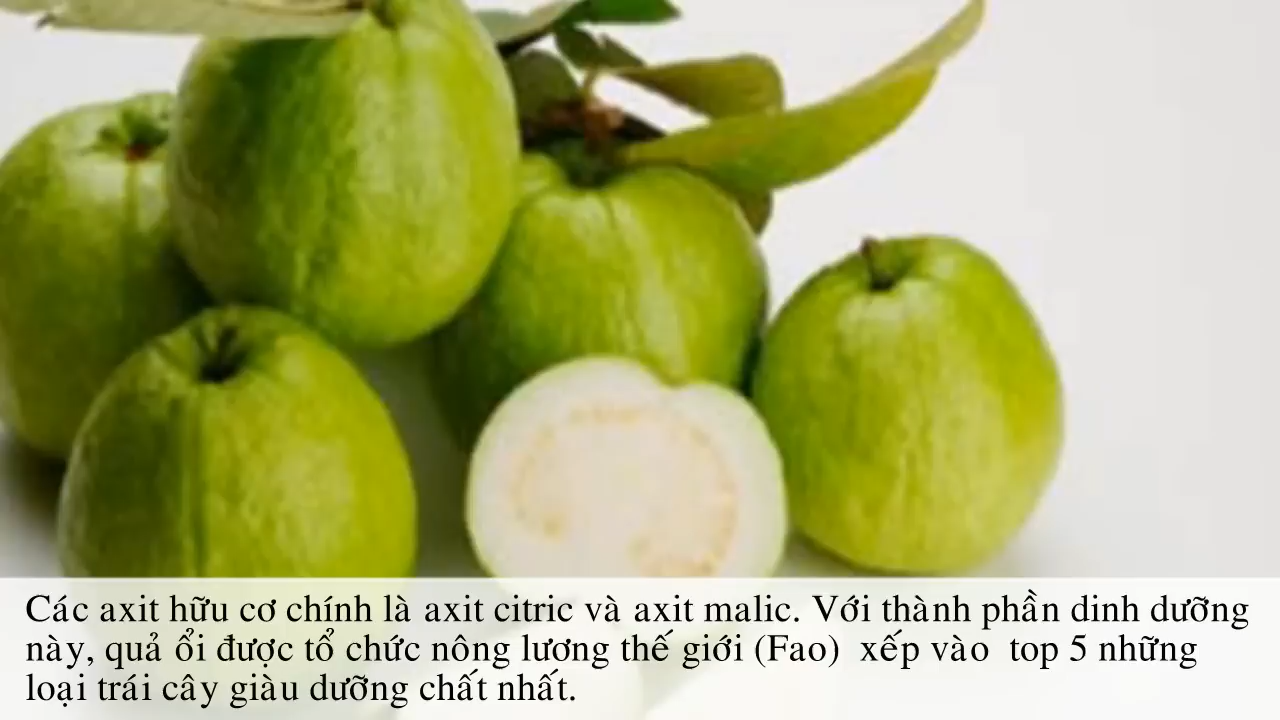 Các axit hữu cơ chính là axit citric và axit malic. Với thành phần dinh dưỡng
này, quả ổi được tổ chức nông lương thế giới (Fao)  xếp vào  top 5 những
loại trái cây giàu dưỡng chất nhất.